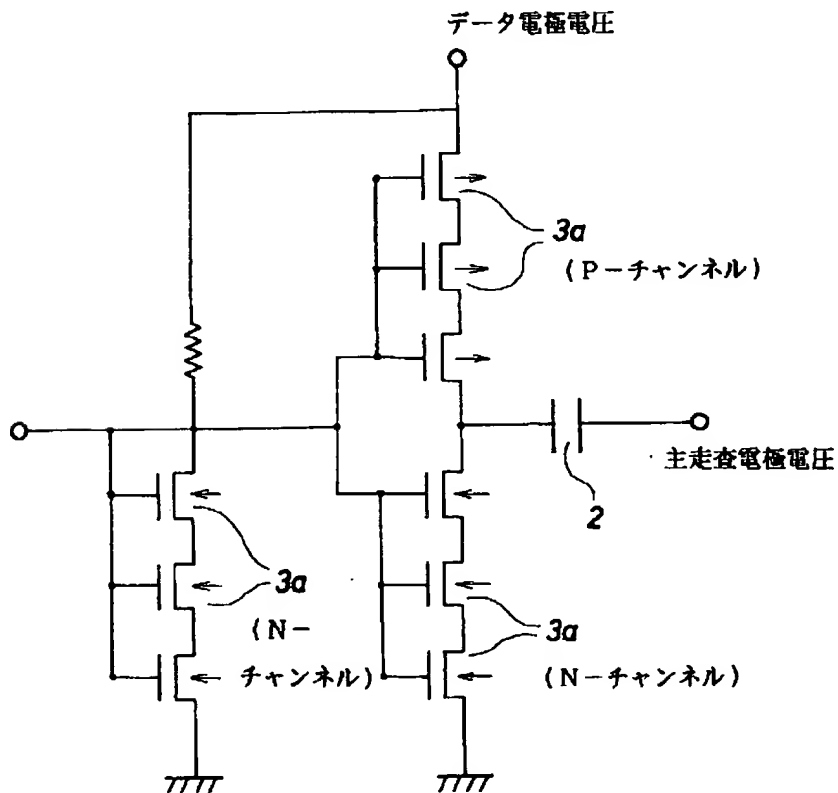 データ電極電圧
3a
(P-チャンネル)
主走査電極電圧
2
3a
(N-
チャンネル)
3a
(N-チャンネル)